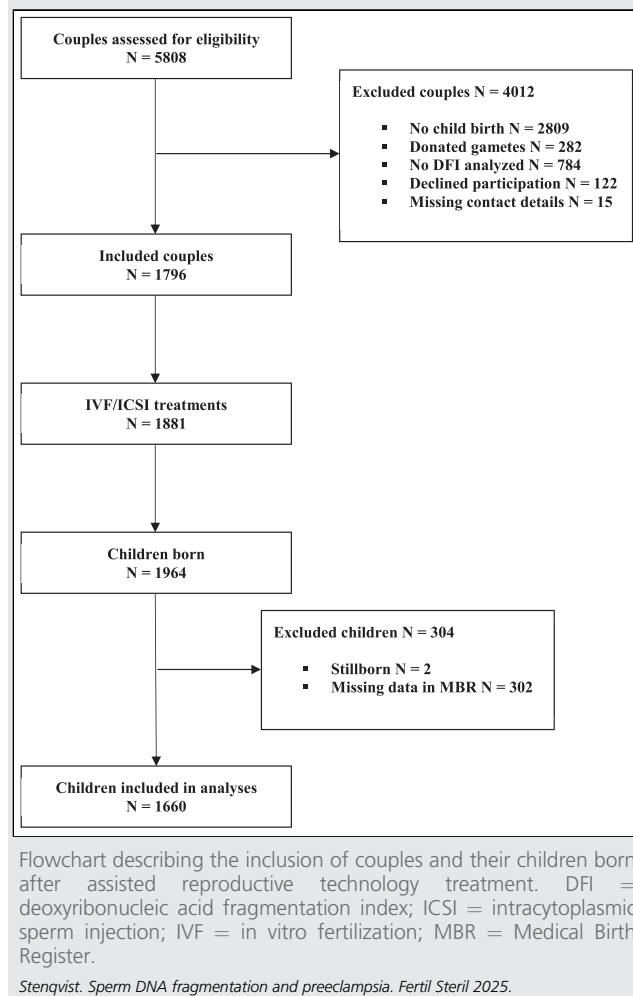 Couples assessed for eligibility
N = 5808
Excluded couples N = 4012
▪ No child birth N = 2809
▪ Donated gametes N = 282
▪ No DFI analyzed N = 784
▪ Declined participation N = 122
▪ Missing contact details N = 15
Included couples
N = 1796
IVF/ICSI treatments
N = 1881
Children born
N = 1964
Excluded children N = 304
▪ Stillborn N = 2
▪ Missing data in MBR N = 302
Children included in analyses
N = 1660
Flowchart describing the inclusion of couples and their children born
after assisted reproductive technology treatment. DFI =
deoxyribonucleic acid fragmentation index; ICSI = intracytoplasmic
sperm injection; IVF = in vitro fertilization; MBR = Medical Birth
Register.
Stenqvist. Sperm DNA fragmentation and preeclampsia. Fertil Steril 2025.